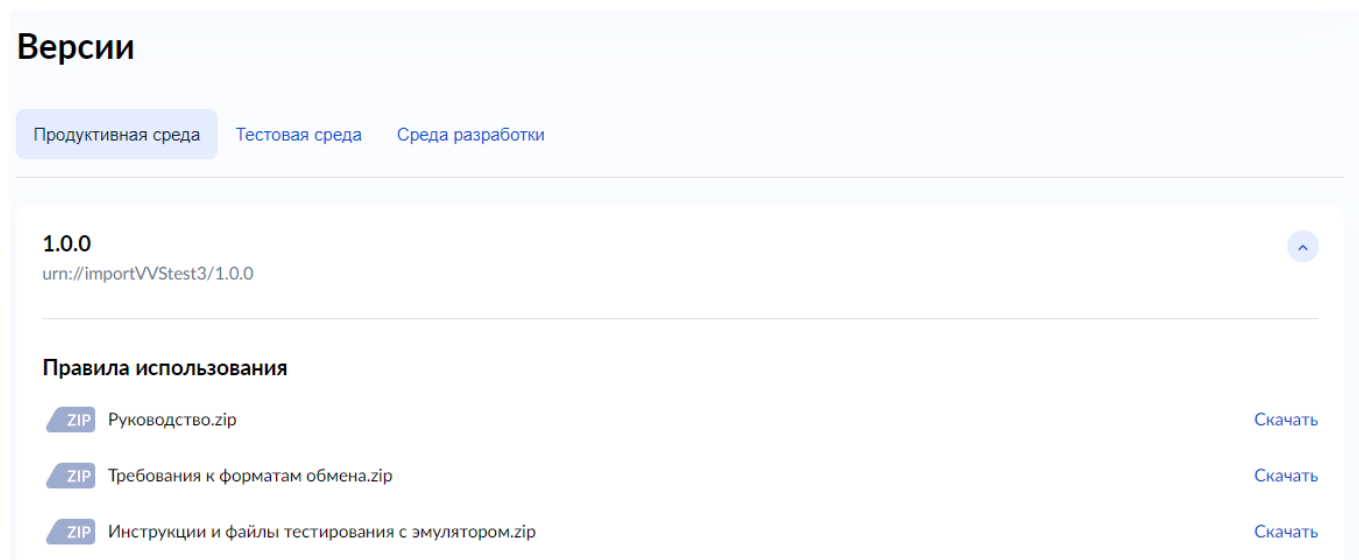 Версии
Продуктивная среда Тестовая среда Среда разработки
1.0.0
urn://importVVStest3/1.0.0
Правила использования
ZIP Руководство.zip Скачать
ZIP Требования к форматам обмена.zip Скачать
ZIP Инструкции и файлы тестирования с эмулятором.zip Скачать